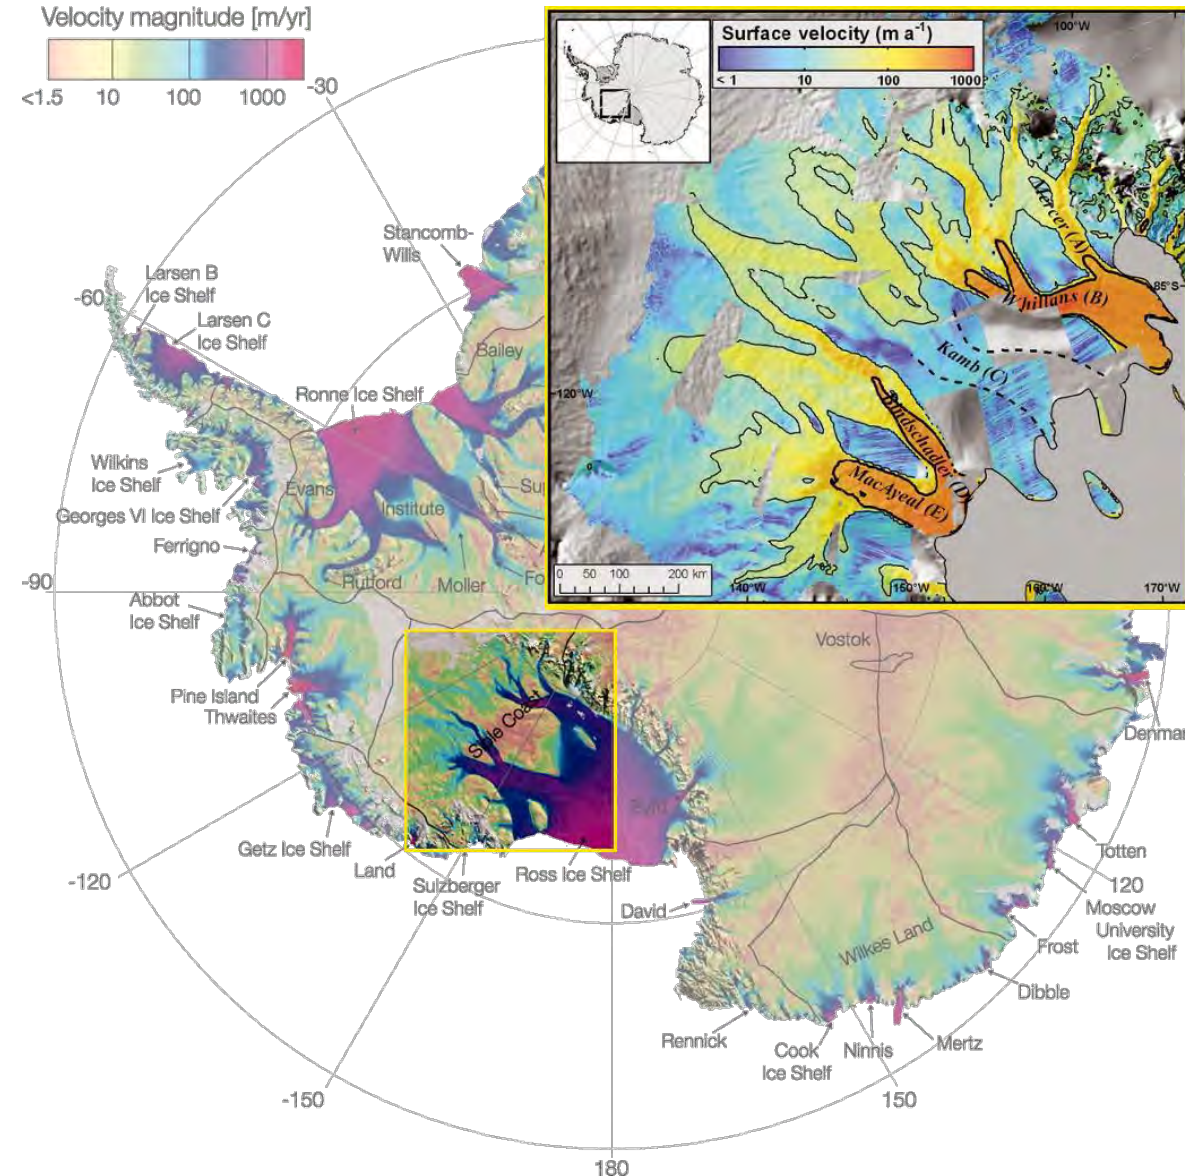 Velocity magnitude [m/yr]
<1.5 10 100 1000
Surface velocity (m a⁻¹)
< 1 10 100 1000
100°W
-30
Stancomb-
Wills
Larsen B
Ice Shelf
-60
Larsen C
Ice Shelf
Bailey
Ronne Ice Shelf
Mercer (A)
85°S
Whillans (B)
Kamb (C)
120°W
Bindschadler (D)
MacAyeal (E)
0 50 100 200 km
140°W 150°W 160°W 170°W
Wilkins
Ice Shelf
Evans
Institute
Georges VI Ice Shelf
Ferrigno
-90
Rutford
Moller
Fo
Su
Abbot
Ice Shelf
Vostok
Pine Island
Thwaites
Siple Coast
Denmar
Byrd
Getz Ice Shelf
Land
-120
Sulzberger
Ice Shelf
Ross Ice Shelf
David
Totten
120
Moscow
University
Ice Shelf
Wilkes Land
Frost
Dibble
Rennick
Cook
Ice Shelf
Ninnis
Mertz
-150
150
180